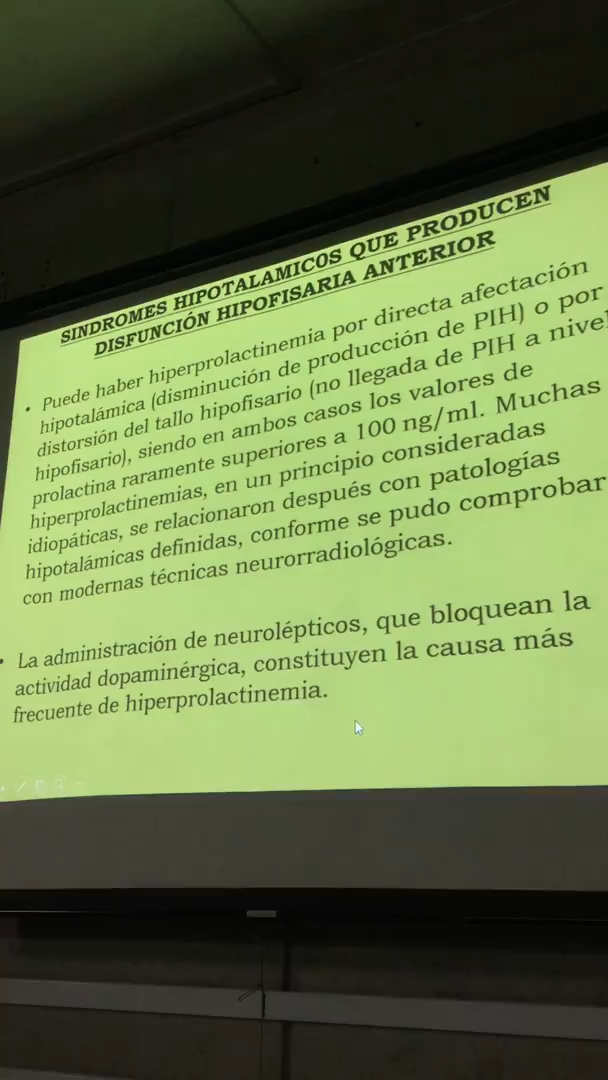 SINDROMES HIPOTALAMICOS QUE PRODUCEN
DISFUNCIÓN HIPOFISARIA ANTERIOR
• Puede haber hiperprolactinemia por directa afectación
hipotalámica (disminución de producción de PIH) o por
distorsión del tallo hipofisario (no llegada de PIH a nivel
hipofisario), siendo en ambos casos los valores de
prolactina raramente superiores a 100 ng/ml. Muchas
hiperprolactinemias, en un principio consideradas
idiopáticas, se relacionaron después con patologías
hipotalámicas definidas, conforme se pudo comprobar
con modernas técnicas neurorradiológicas.
• La administración de neurolépticos, que bloquean la
actividad dopaminérgica, constituyen la causa más
frecuente de hiperprolactinemia.